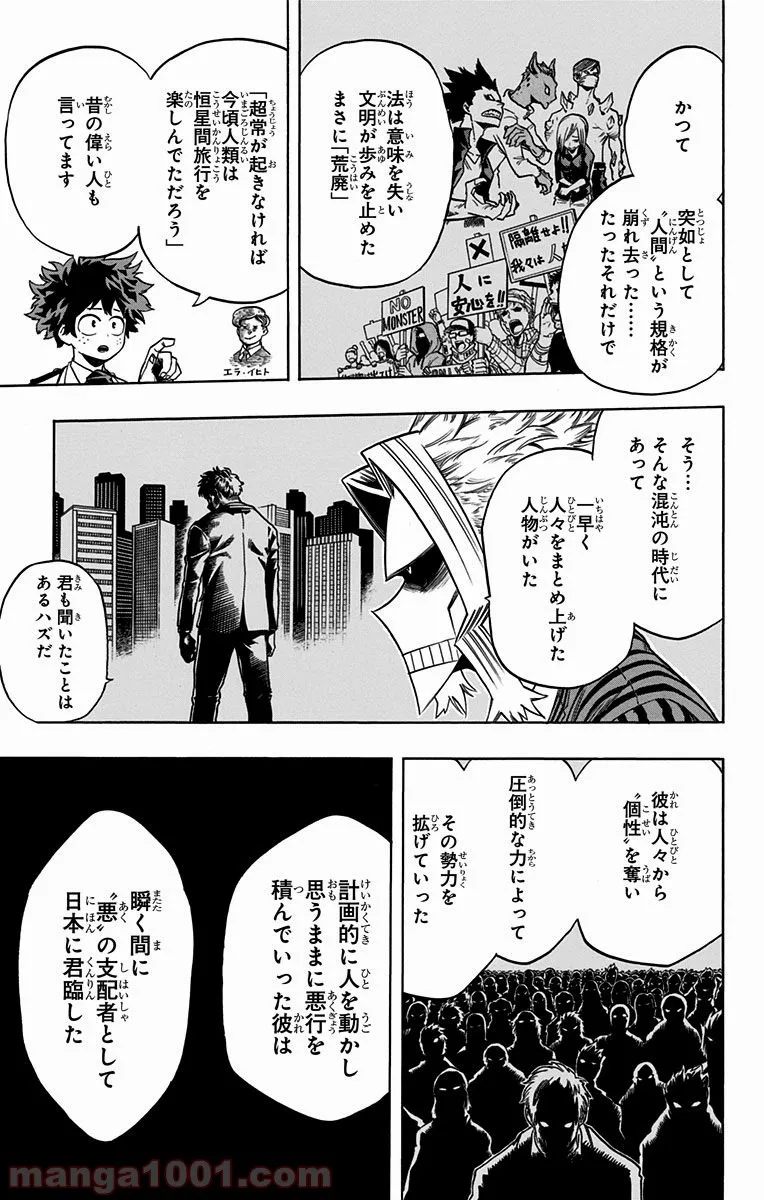 かつて
突如として
〝人間〟という規格が
崩れ去った……
たったそれだけで
法は意味を失い
文明が歩みを止めた
まさに「荒廃」
隔離せよ!!
我々は人
人に
安心を!!
NO
MONSTER
「超常が起きなければ
今頃人類は
恒星間旅行を
楽しんでただろう」
昔の偉い人も
言ってます
エラ・イヒト
そう…
そんな混沌の時代に
あって
一早く
人々をまとめ上げた
人物がいた
君も聞いたことは
あるハズだ
彼は人々から
〝個性〟を奪い
圧倒的な力によって
その勢力を
拡げていった
計画的に人を動かし
思うままに悪行を
積んでいった彼は
瞬く間に
〝悪〟の支配者として
日本に君臨した
manga1001.com